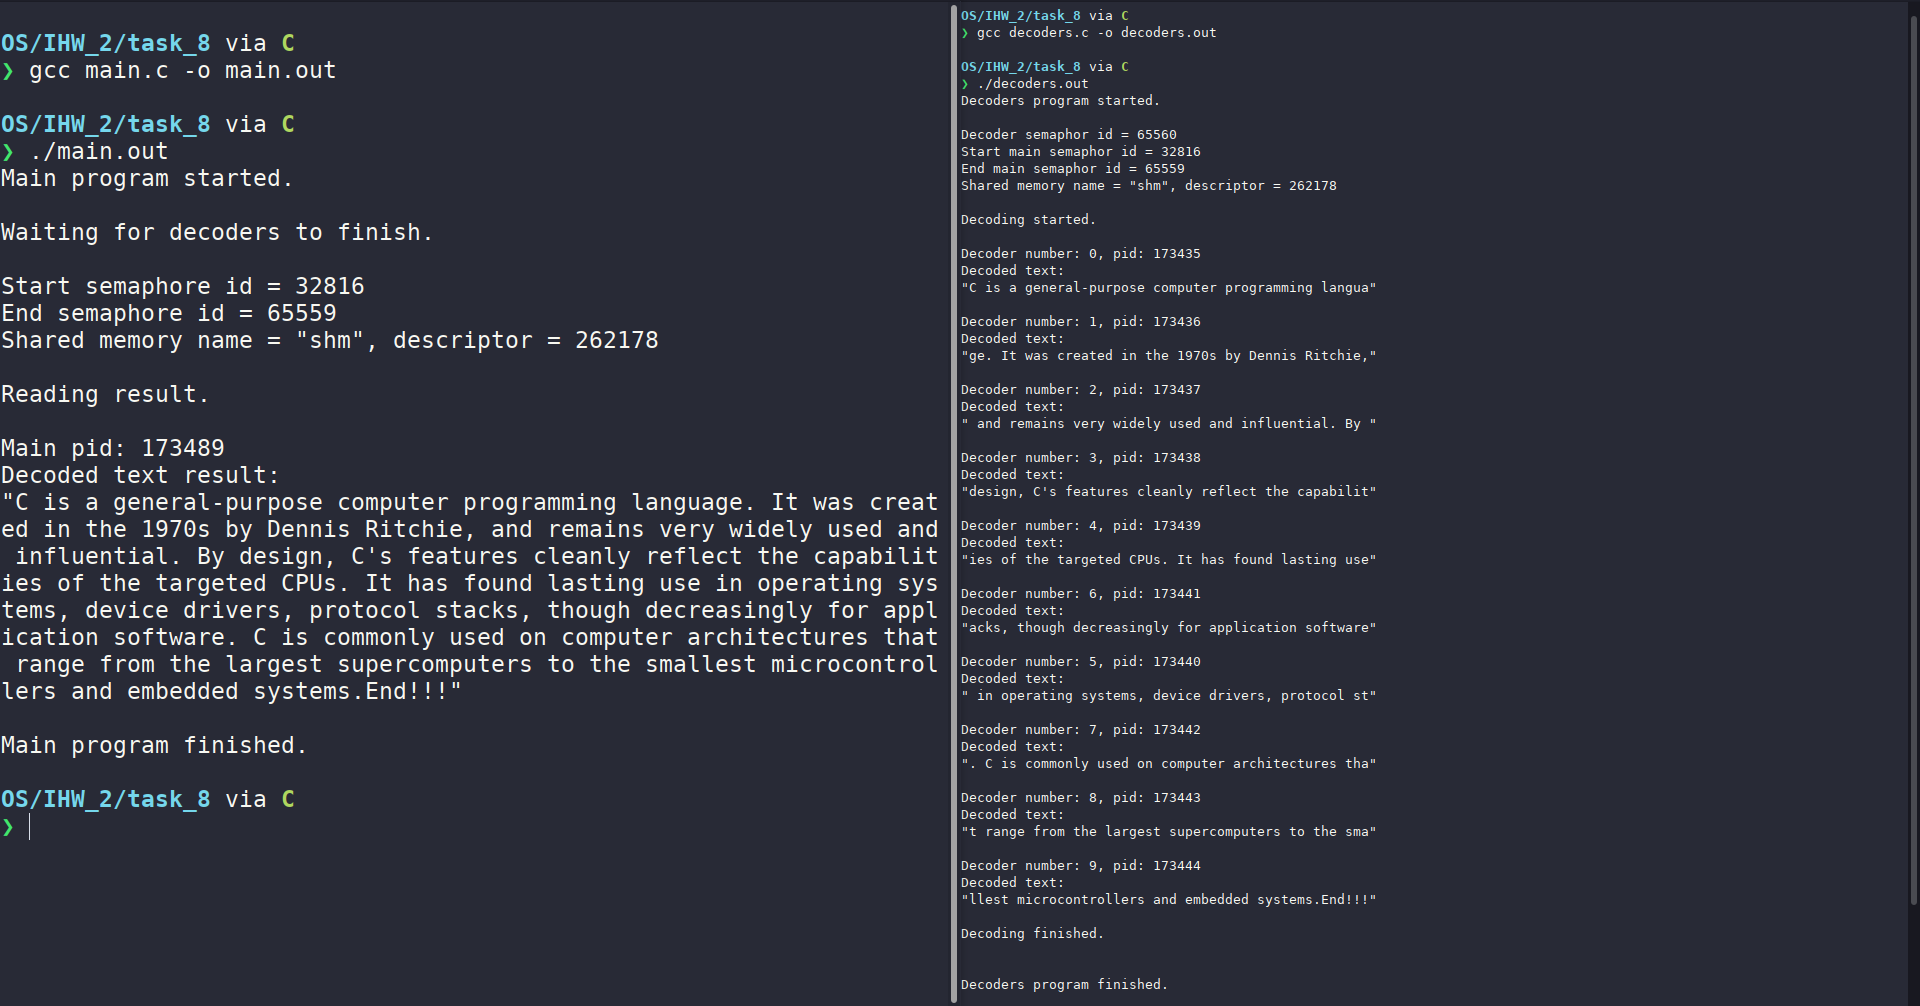 OS/IHW_2/task_8 via C
❯ gcc main.c -o main.out
OS/IHW_2/task_8 via C
❯ ./main.out
Main program started.
Waiting for decoders to finish.
Start semaphore id = 32816
End semaphore id = 65559
Shared memory name = "shm", descriptor = 262178
Reading result.
Main pid: 173489
Decoded text result:
"C is a general-purpose computer programming language. It was creat
ed in the 1970s by Dennis Ritchie, and remains very widely used and
 influential. By design, C's features cleanly reflect the capabilit
ies of the targeted CPUs. It has found lasting use in operating sys
tems, device drivers, protocol stacks, though decreasingly for appl
ication software. C is commonly used on computer architectures that
 range from the largest supercomputers to the smallest microcontrol
lers and embedded systems.End!!!"
Main program finished.
OS/IHW_2/task_8 via C
❯
OS/IHW_2/task_8 via C
❯ gcc decoders.c -o decoders.out
OS/IHW_2/task_8 via C
❯ ./decoders.out
Decoders program started.
Decoder semaphor id = 65560
Start main semaphor id = 32816
End main semaphor id = 65559
Shared memory name = "shm", descriptor = 262178
Decoding started.
Decoder number: 0, pid: 173435
Decoded text:
"C is a general-purpose computer programming langua"
Decoder number: 1, pid: 173436
Decoded text:
"ge. It was created in the 1970s by Dennis Ritchie,"
Decoder number: 2, pid: 173437
Decoded text:
" and remains very widely used and influential. By "
Decoder number: 3, pid: 173438
Decoded text:
"design, C's features cleanly reflect the capabilit"
Decoder number: 4, pid: 173439
Decoded text:
"ies of the targeted CPUs. It has found lasting use"
Decoder number: 6, pid: 173441
Decoded text:
"acks, though decreasingly for application software"
Decoder number: 5, pid: 173440
Decoded text:
" in operating systems, device drivers, protocol st"
Decoder number: 7, pid: 173442
Decoded text:
". C is commonly used on computer architectures tha"
Decoder number: 8, pid: 173443
Decoded text:
"t range from the largest supercomputers to the sma"
Decoder number: 9, pid: 173444
Decoded text:
"llest microcontrollers and embedded systems.End!!!"
Decoding finished.
Decoders program finished.